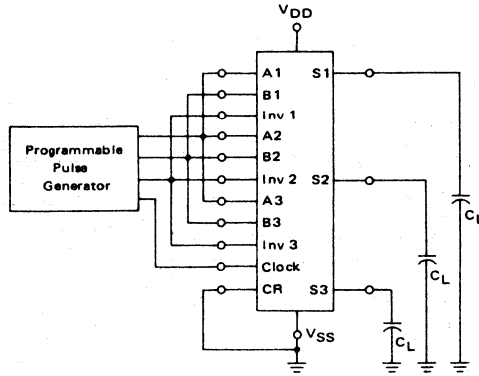 VDD
A1
B1
Inv 1
A2
B2
Inv 2
A3
B3
Inv 3
Clock
CR
S1
S2
S3
Programmable
Pulse
Generator
CL
CL
CL
VSS